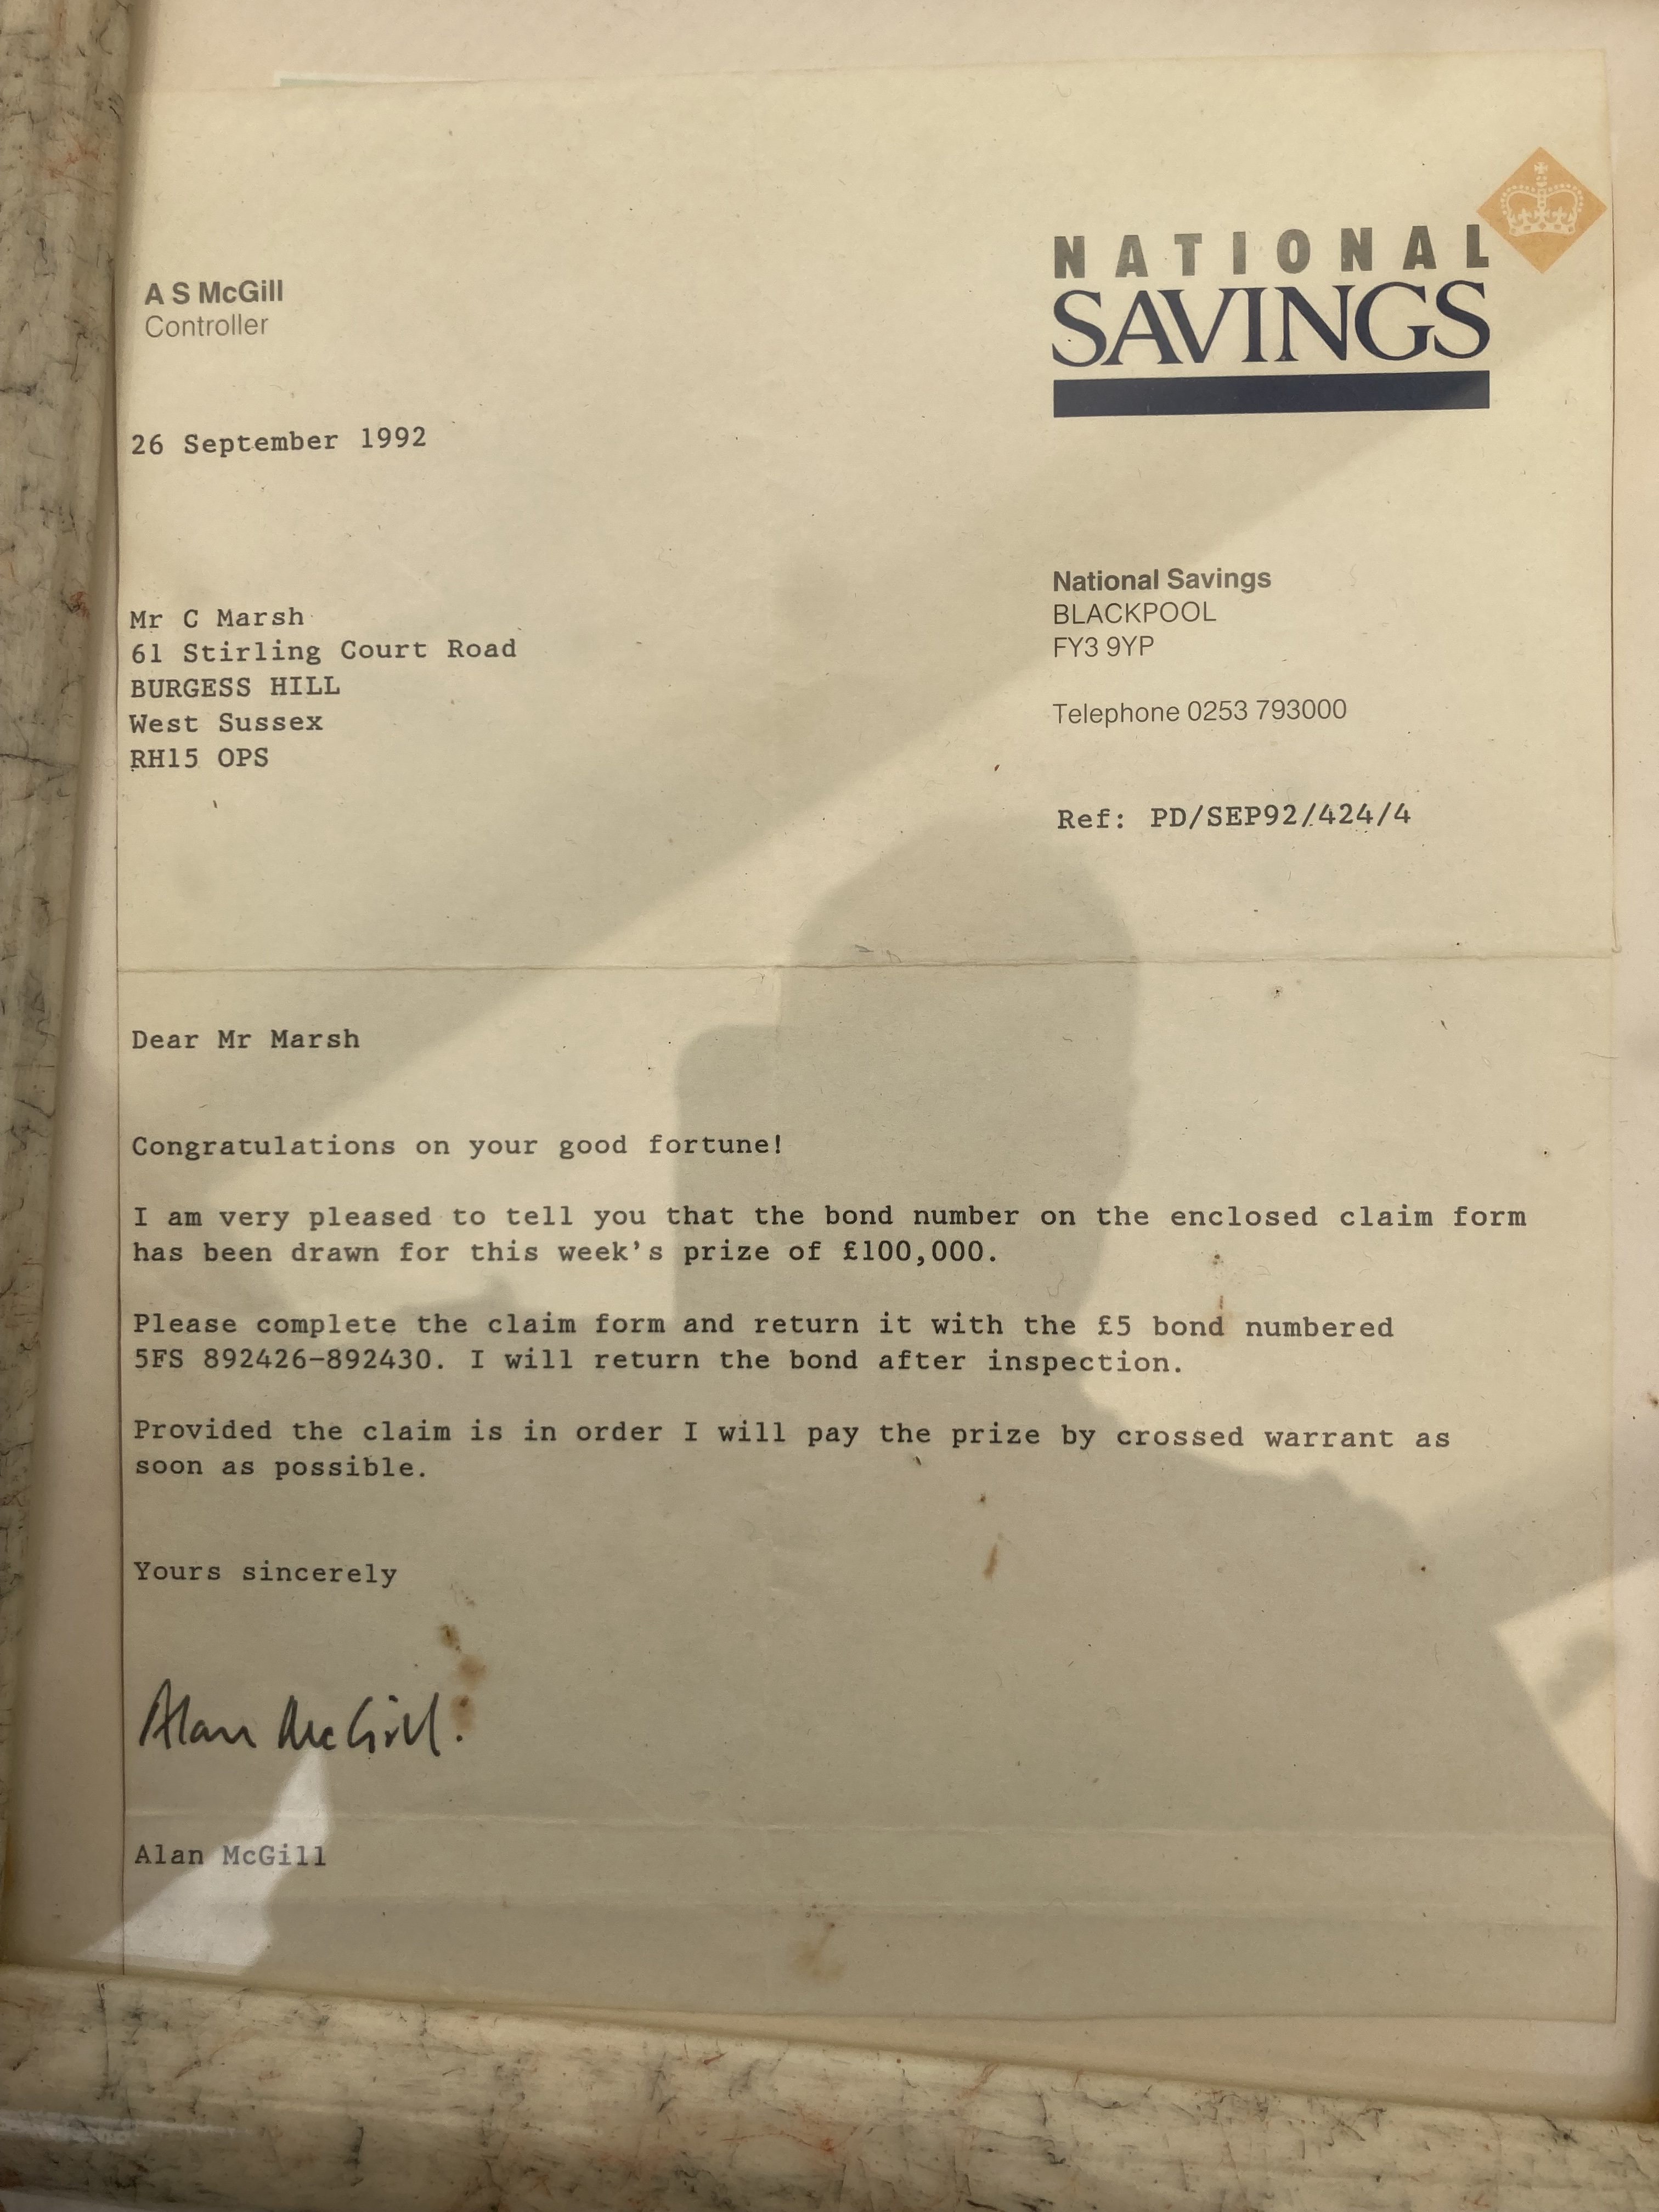 A S McGill
Controller
NATIONAL
SAVINGS
26 September 1992
National Savings
BLACKPOOL
FY3 9YP
Telephone 0253 793000
Mr C Marsh
61 Stirling Court Road
BURGESS HILL
West Sussex
RH15 OPS
Ref: PD/SEP92/424/4
Dear Mr Marsh
Congratulations on your good fortune!
I am very pleased to tell you that the bond number on the enclosed claim form
has been drawn for this week's prize of £100,000.
Please complete the claim form and return it with the £5 bond numbered
5FS 892426-892430. I will return the bond after inspection.
Provided the claim is in order I will pay the prize by crossed warrant as
soon as possible.
Yours sincerely
Alan McGill.
Alan McGill